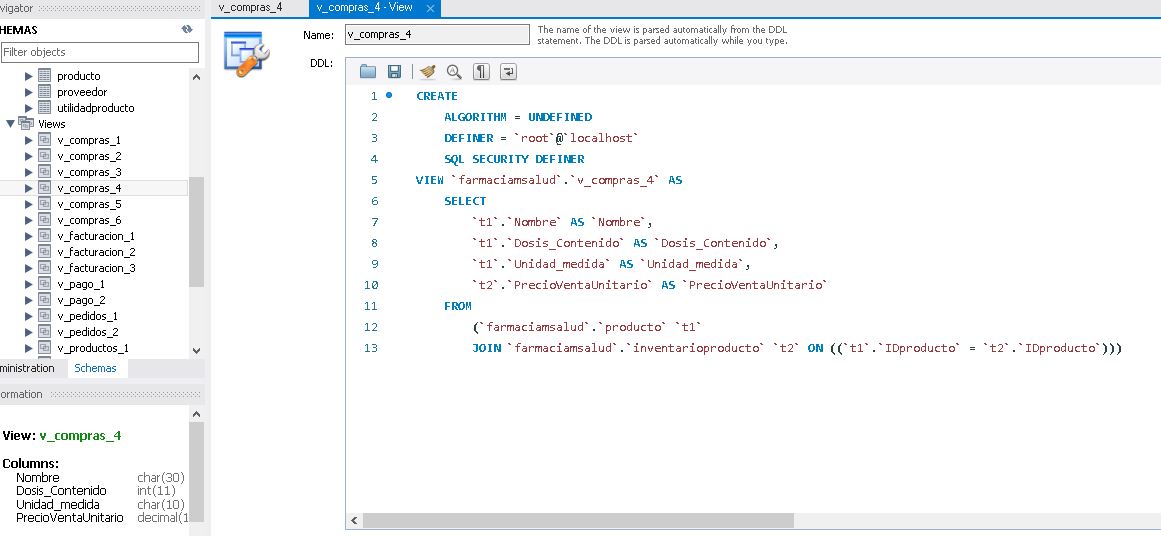 vigator
HEMAS
Filter objects
producto
proveedor
utilidadproducto
Views
v_compras_1
v_compras_2
v_compras_3
v_compras_4
v_compras_5
v_compras_6
v_facturacion_1
v_facturacion_2
v_facturacion_3
v_pago_1
v_pago_2
v_pedidos_1
v_pedidos_2
v_productos_1
ministration Schemas
ormation
View: v_compras_4
Columns:
Nombre char(30)
Dosis_Contenido int(11)
Unidad_medida char(10)
PrecioVentaUnitario decimal(1
v_compras_4 v_compras_4 - View
Name: v_compras_4 The name of the view is parsed automatically from the DDL
statement. The DDL is parsed automatically while you type.
DDL:
1 CREATE
2 ALGORITHM = UNDEFINED
3 DEFINER = `root`@`localhost`
4 SQL SECURITY DEFINER
5 VIEW `farmaciamsalud`.`v_compras_4` AS
6 SELECT
7 `t1`.`Nombre` AS `Nombre`,
8 `t1`.`Dosis_Contenido` AS `Dosis_Contenido`,
9 `t1`.`Unidad_medida` AS `Unidad_medida`,
10 `t2`.`PrecioVentaUnitario` AS `PrecioVentaUnitario`
11 FROM
12 (`farmaciamsalud`.`producto` `t1`
13 JOIN `farmaciamsalud`.`inventarioproducto` `t2` ON ((`t1`.`IDproducto` = `t2`.`IDproducto`)))